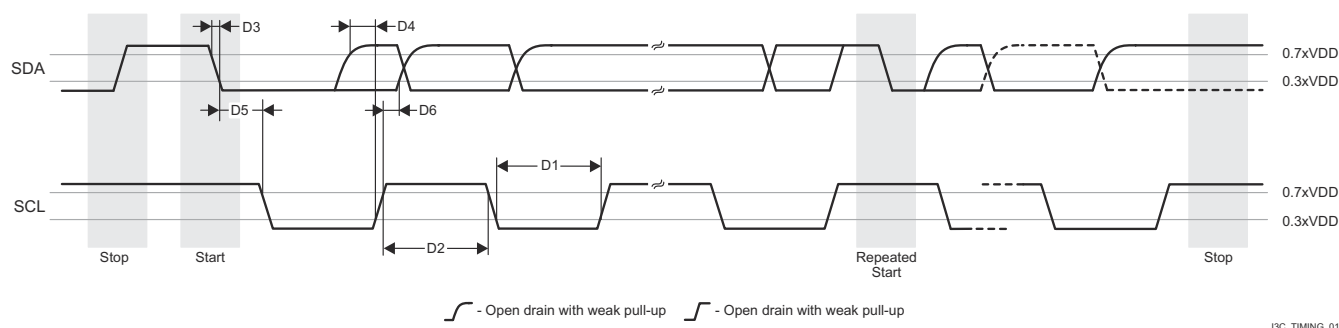 D3
D4
0.7xVDD
SDA
0.3xVDD
D5
D6
D1
0.7xVDD
SCL
0.3xVDD
D2
Stop
Start
Repeated
Start
Stop
- Open drain with weak pull-up
- Open drain with weak pull-up
I3C_TIMING_01